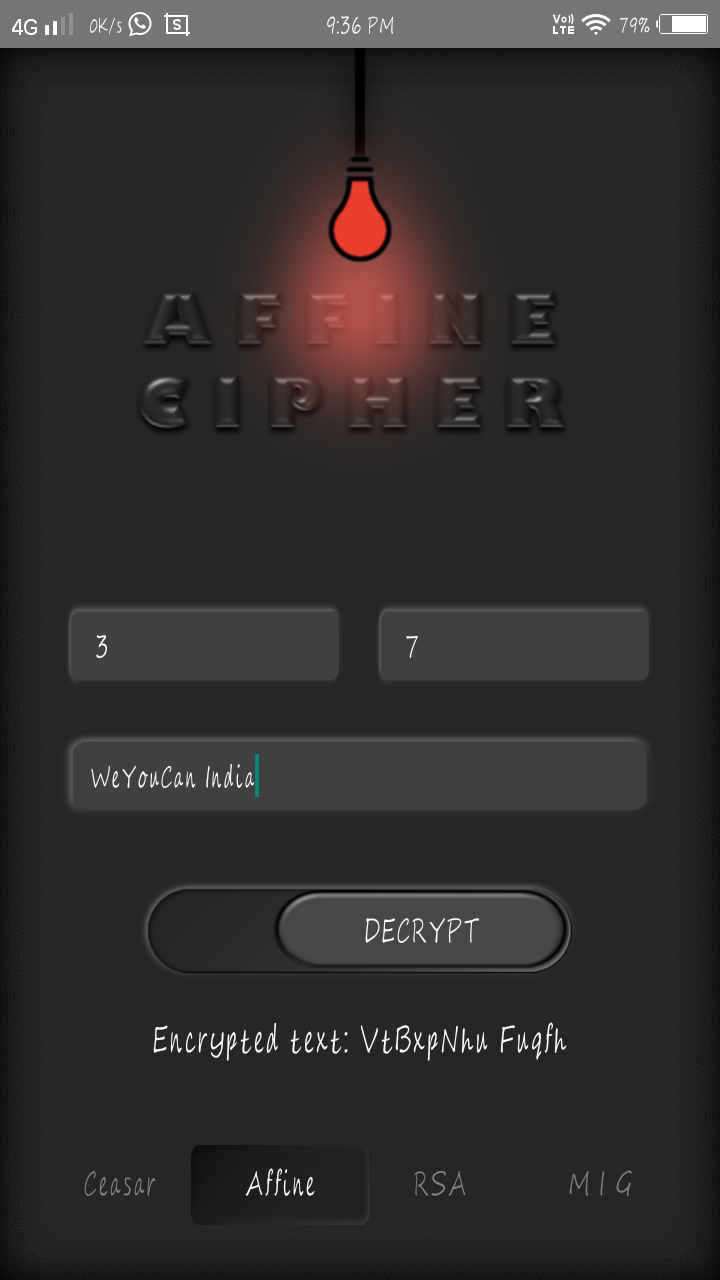 4G 0K/s S 9:36 PM Vo)) LTE 79%
AFFINE
CIPHER
3 7
WeYouCan India
DECRYPT
Encrypted text: VtBxpNhu Fuqfh
Ceasar Affine RSA M I G